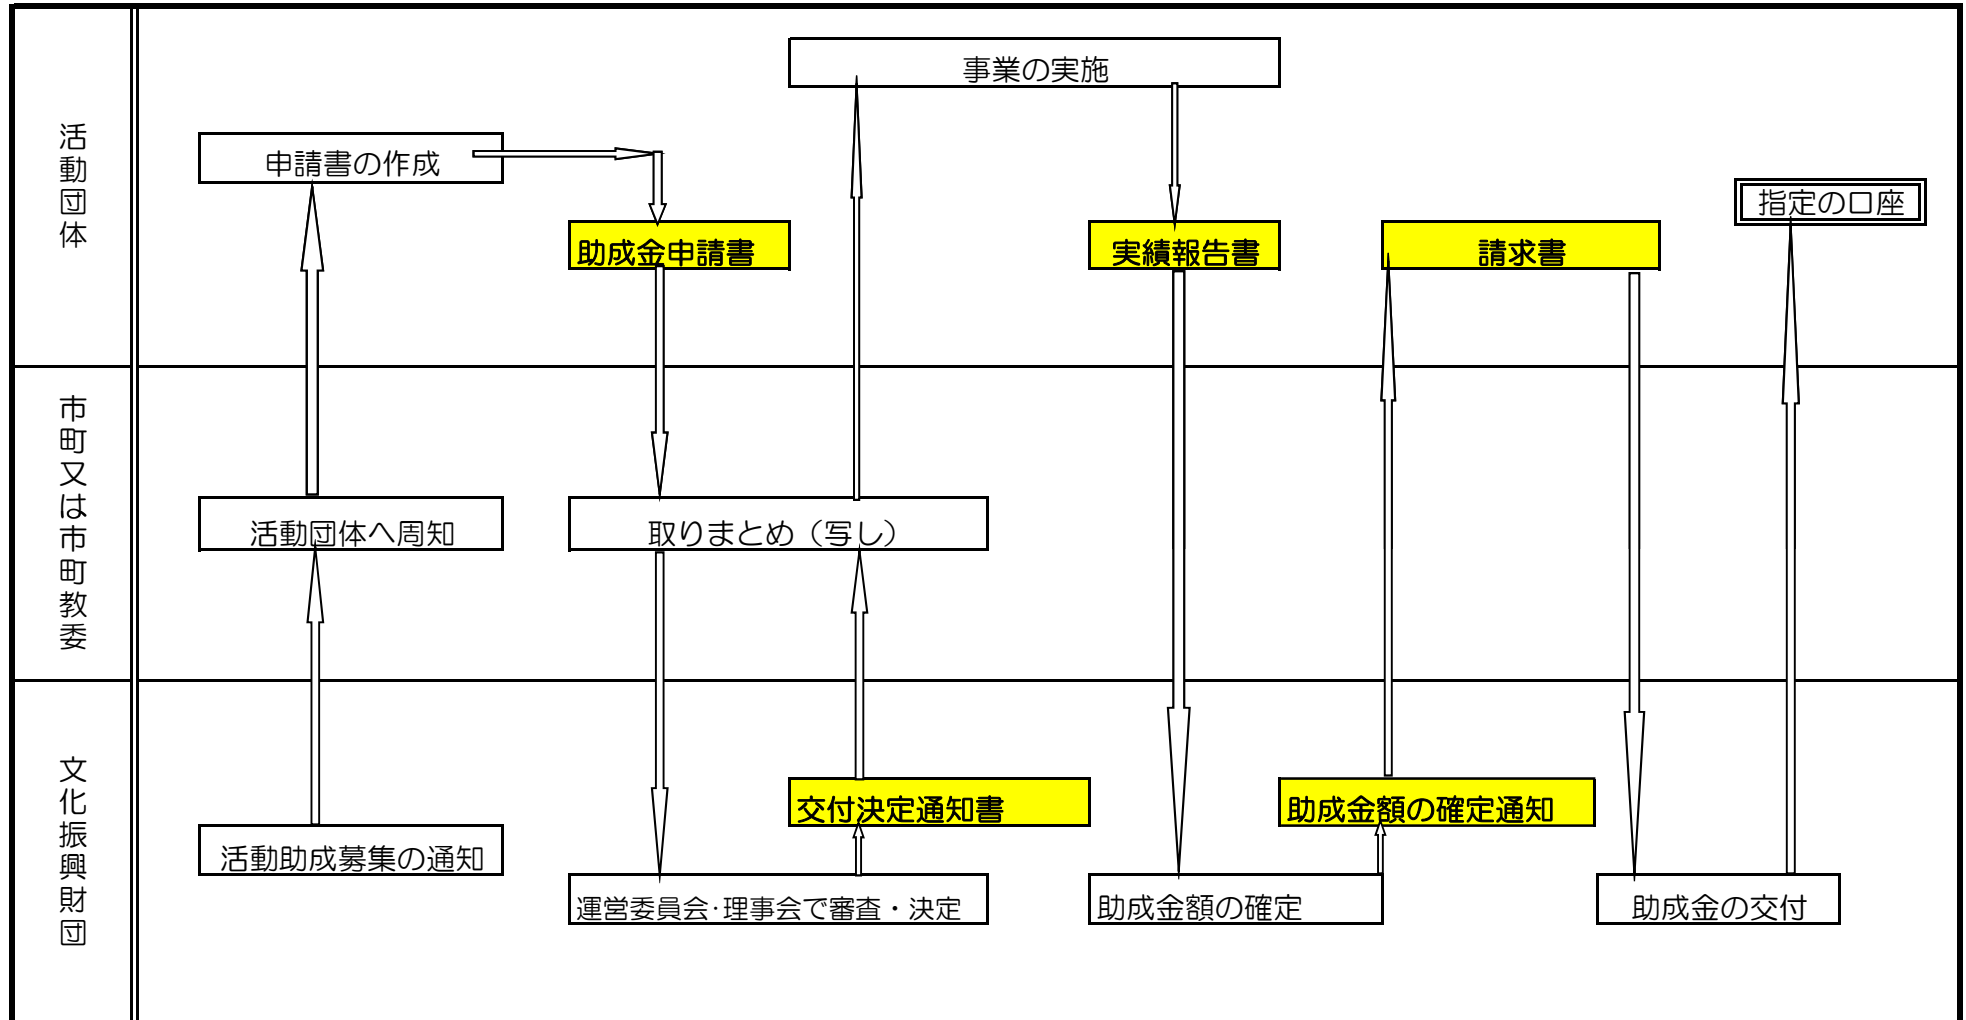 活動団体
事業の実施
申請書の作成
指定の口座
助成金申請書
実績報告書
請求書
市町又は市町教委
活動団体へ周知
取りまとめ（写し）
文化振興財団
交付決定通知書
助成金額の確定通知
活動助成募集の通知
運営委員会･理事会で審査・決定
助成金額の確定
助成金の交付